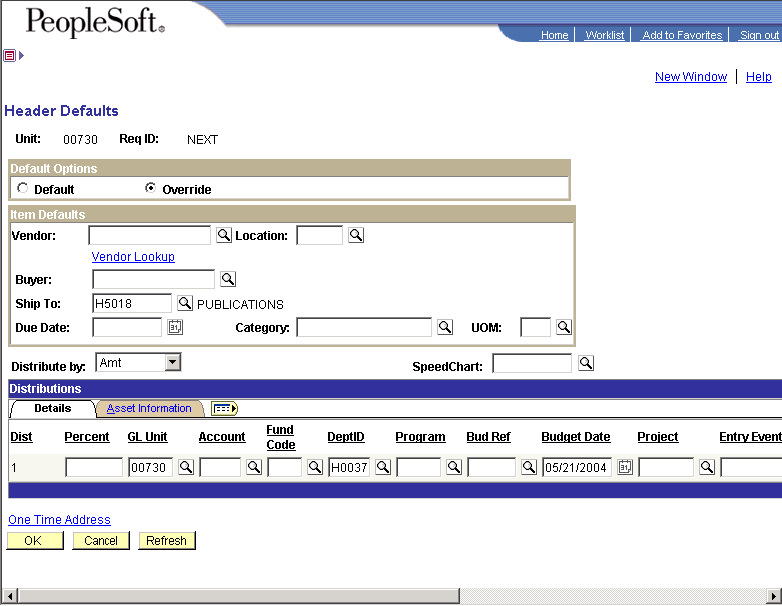 PeopleSoft®
Home Worklist Add to Favorites Sign out
New Window Help
Header Defaults
Unit: 00730 Req ID: NEXT
Default Options
Default Override
Item Defaults
Vendor: Location:
Vendor Lookup
Buyer:
Ship To: H5018 PUBLICATIONS
Due Date: 31 Category: UOM:
Distribute by: Amt SpeedChart:
Distributions
Details Asset Information
Dist Percent GL Unit Account Fund Code DeptID Program Bud Ref Budget Date Project Entry Event
1 00730 H0037 05/21/2004 31
One Time Address
OK Cancel Refresh